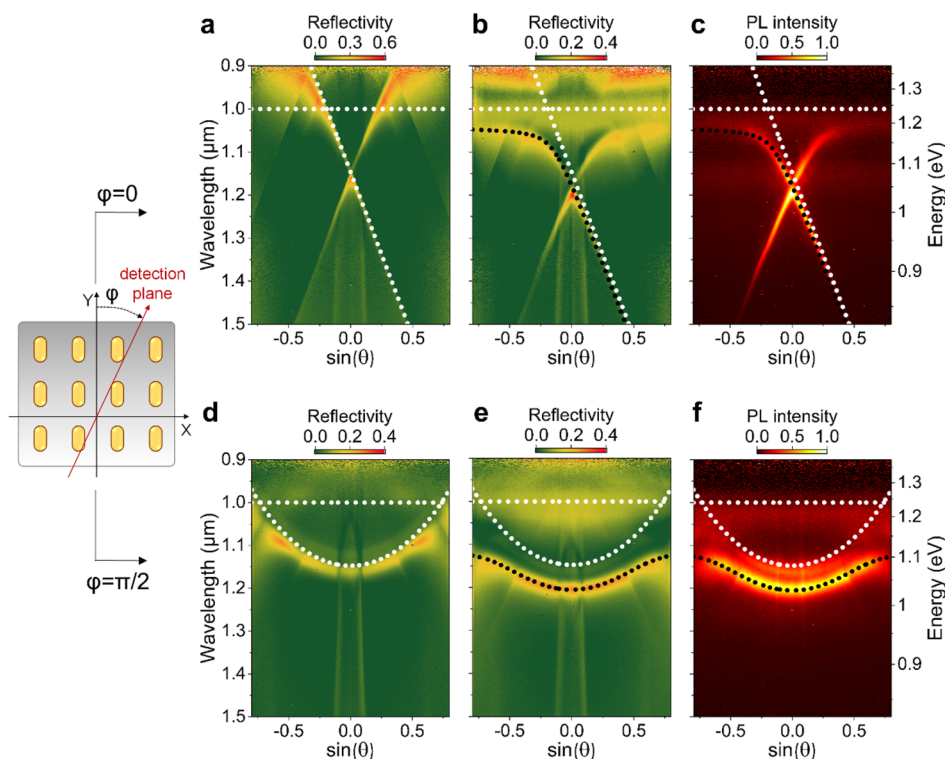 a
Reflectivity
0.0 0.3 0.6
b
Reflectivity
0.0 0.2 0.4
c
PL intensity
0.0 0.5 1.0
Wavelength (μm)
0.9
1.0
1.1
1.2
1.3
1.4
1.5
-0.5 0.0 0.5
sin(θ)
-0.5 0.0 0.5
sin(θ)
-0.5 0.0 0.5
sin(θ)
1.3
1.2
1.1
1
0.9
Energy (eV)
φ=0
detection
plane
φ
Y
X
φ=π/2
d
Reflectivity
0.0 0.2 0.4
e
Reflectivity
0.0 0.2 0.4
f
PL intensity
0.0 0.5 1.0
Wavelength (μm)
0.9
1.0
1.1
1.2
1.3
1.4
1.5
-0.5 0.0 0.5
sin(θ)
-0.5 0.0 0.5
sin(θ)
-0.5 0.0 0.5
sin(θ)
1.3
1.2
1.1
1
0.9
Energy (eV)